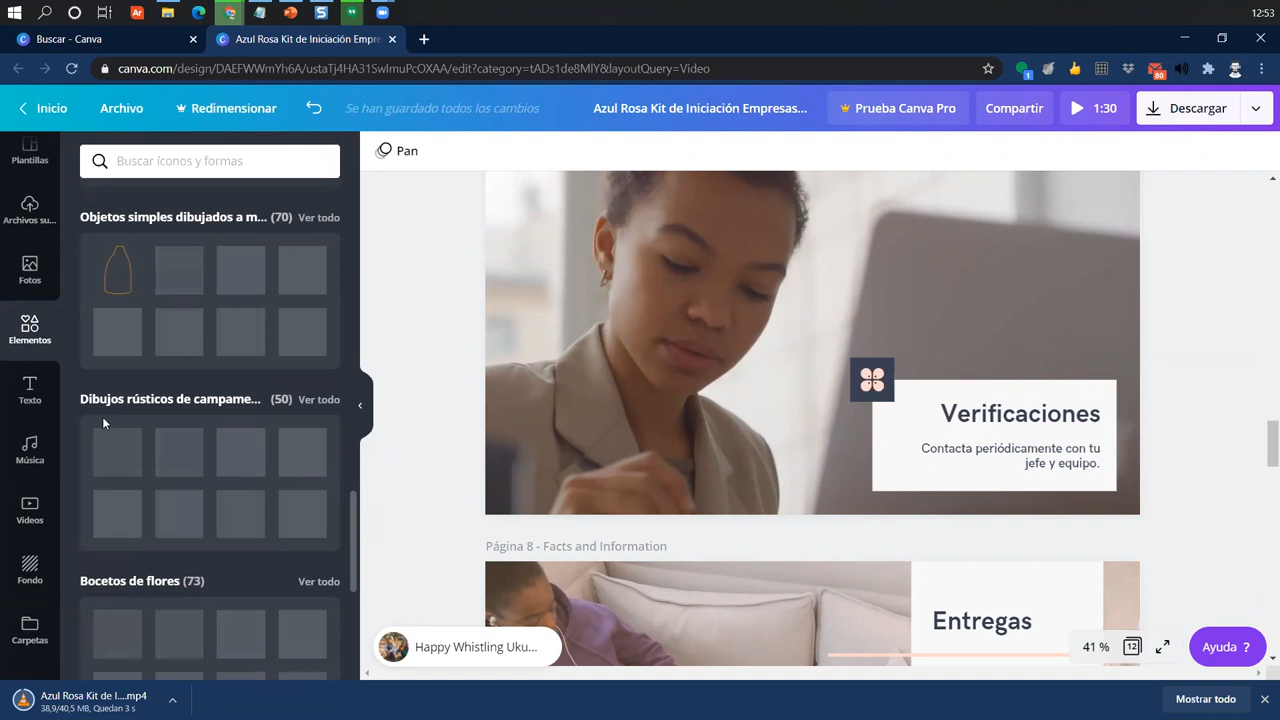 12:53
Buscar - Canva
Azul Rosa Kit de Iniciación Empre
canva.com/design/DAEFWWmYh6A/ustaTj4HA31SwImuPcOXAA/edit?category=tADs1de8MlY&layoutQuery=Video
1
80
Inicio
Archivo
Redimensionar
Se han guardado todos los cambios
Azul Rosa Kit de Iniciación Empresas...
Prueba Canva Pro
Compartir
1:30
Descargar
Plantillas
Archivos su...
Fotos
Elementos
Texto
Música
Videos
Fondo
Carpetas
Buscar íconos y formas
Objetos simples dibujados a m... (70) Ver todo
Dibujos rústicos de campame... (50) Ver todo
Bocetos de flores (73) Ver todo
Pan
Verificaciones
Contacta periódicamente con tu
jefe y equipo.
Página 8 - Facts and Information
Entregas
Happy Whistling Uku...
41 %
12
Ayuda ?
Azul Rosa Kit de I....mp4
38,9/40,5 MB, Quedan 3 s
Mostrar todo